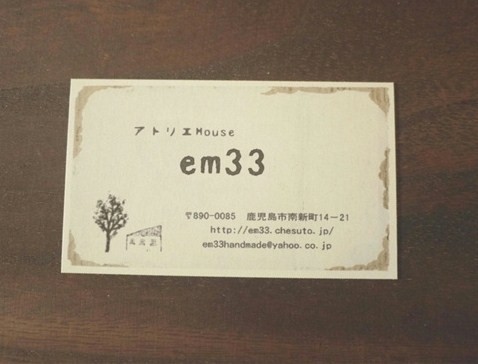 アトリエHouse
em33
〒890-0085 鹿児島市南新町14-21
http://em33.chesuto.jp/
em33handmade@yahoo.co.jp